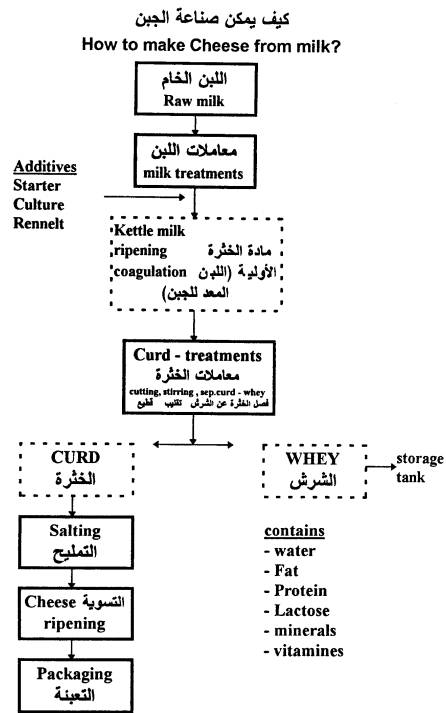 كيف يمكن صناعة الجبن
How to make Cheese from milk?
اللبن الخام
Raw milk
معاملات اللبن
milk treatments
Additives
Starter
Culture
Rennelt
Kettle milk
ripening مادة الخثرة
coagulation الأولية (اللبن
المعد للجبن)
Curd - treatments
معاملات الخثرة
cutting, stirring , sep.curd - whey
فصل الخثرة عن الشرش تقليب قطيع
CURD
الخثرة
WHEY
الشرش
storage
tank
Salting
التمليح
Cheese التسوية
ripening
Packaging
التعبئة
contains
- water
- Fat
- Protein
- Lactose
- minerals
- vitamines